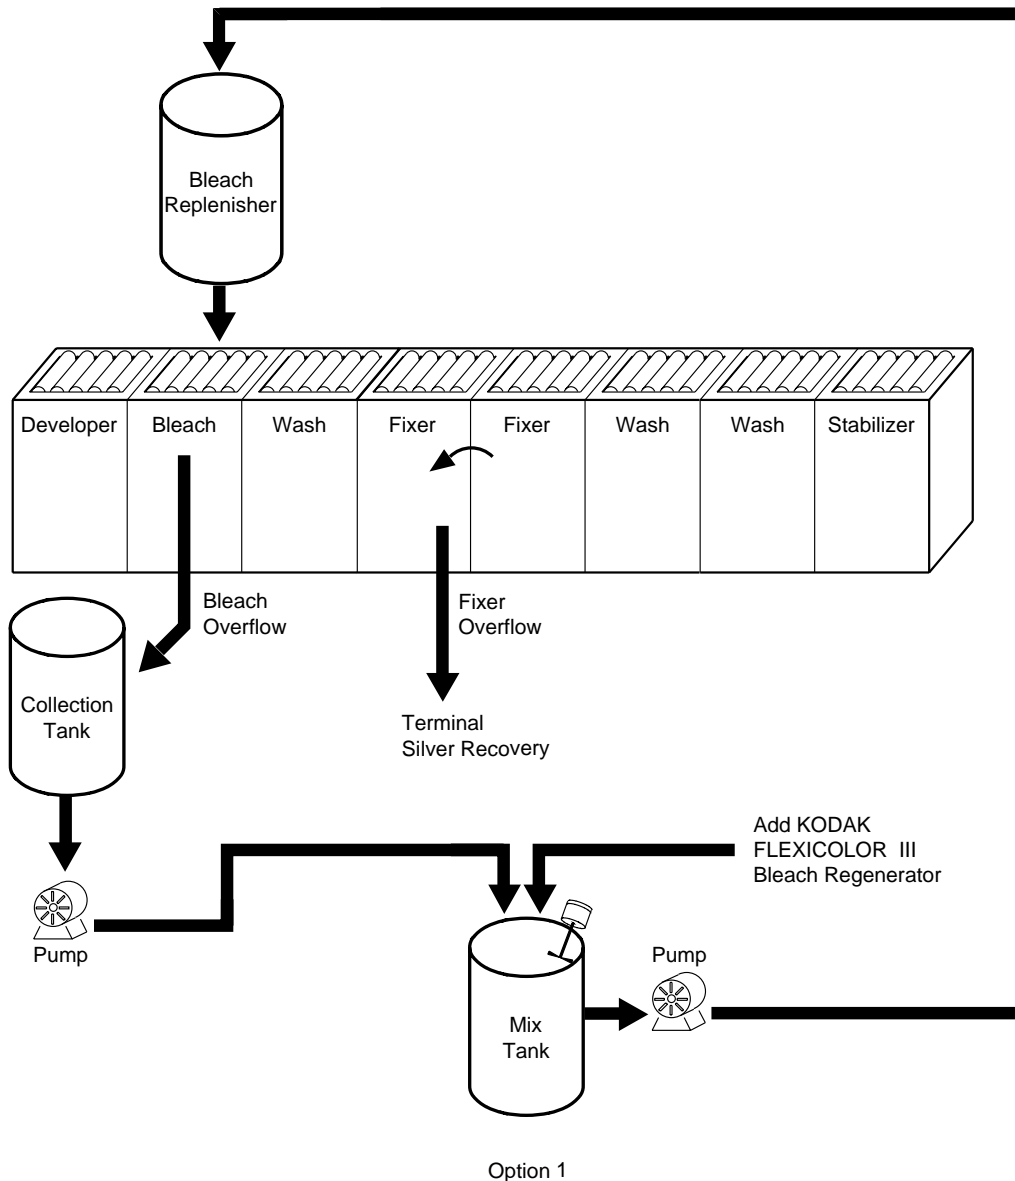 Bleach
Replenisher
Developer
Bleach
Wash
Fixer
Fixer
Wash
Wash
Stabilizer
Bleach
Overflow
Fixer
Overflow
Collection
Tank
Terminal
Silver Recovery
Add KODAK
FLEXICOLOR III
Bleach Regenerator
Pump
Pump
Mix
Tank
Option 1